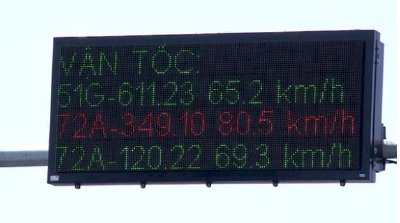 VẬN TỐC:
51G-611.23 65.2 km/h
72A-349.10 80.5 km/h
72A-120.22 69.3 km/h